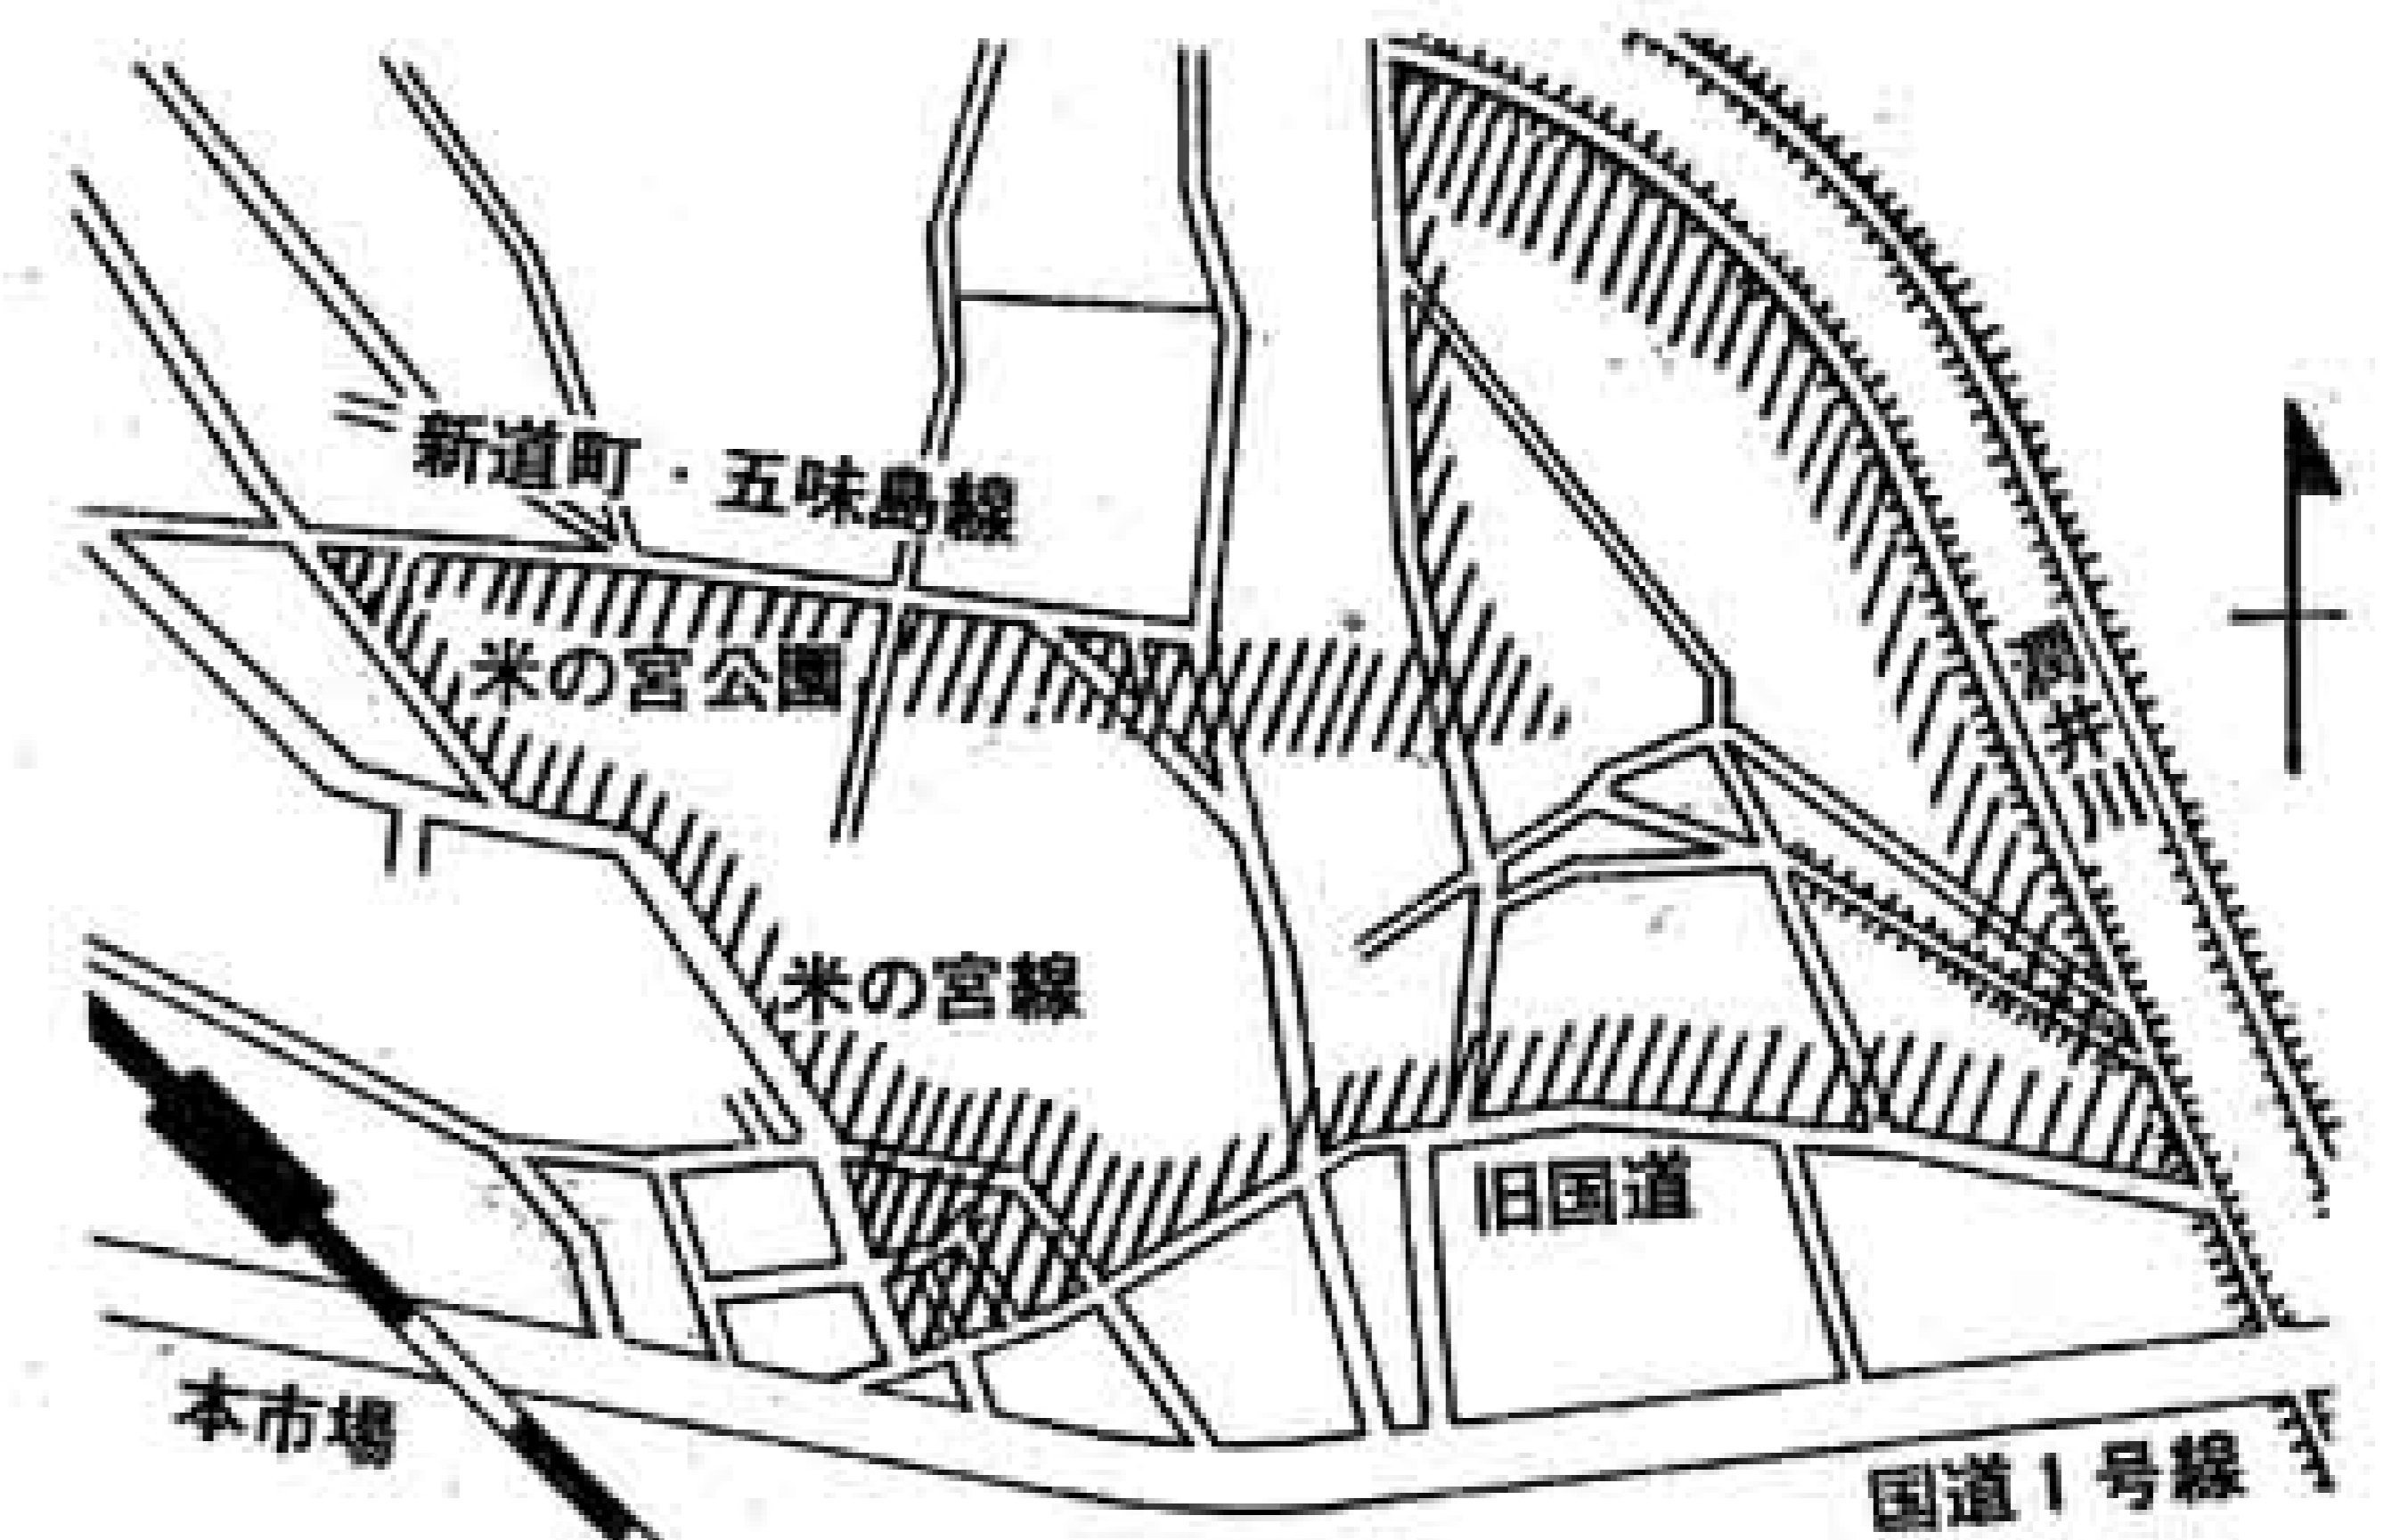 新道町・五味島線
米の宮公園
米の宮線
旧国道
本市場
国道1号線